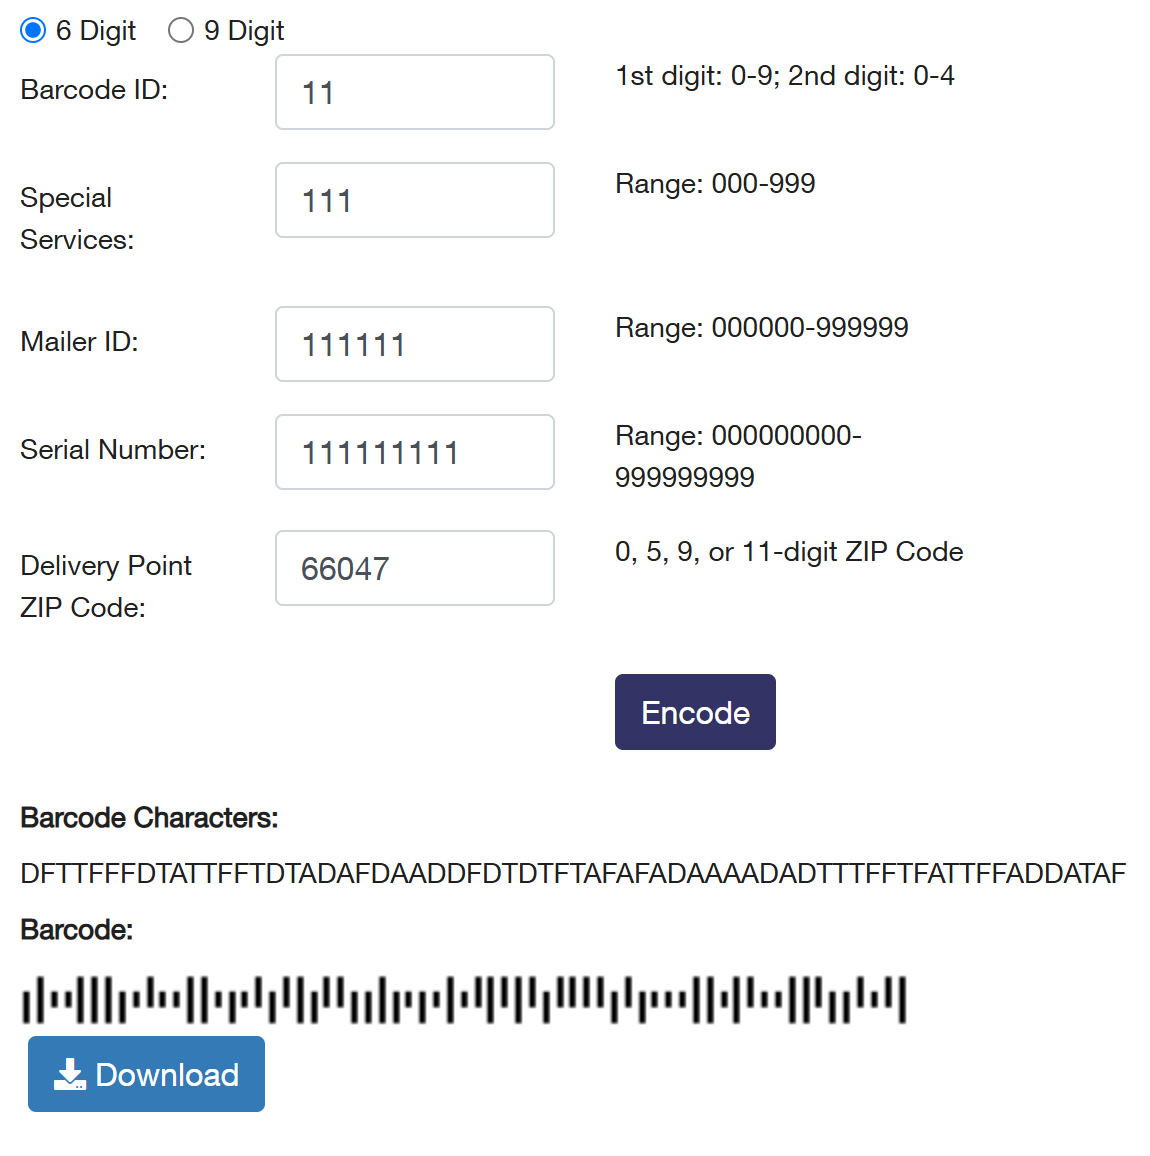 6 Digit 9 Digit
Barcode ID: 11 1st digit: 0-9; 2nd digit: 0-4
Special Services: 111 Range: 000-999
Mailer ID: 111111 Range: 000000-999999
Serial Number: 111111111 Range: 000000000-
999999999
Delivery Point ZIP Code: 66047 0, 5, 9, or 11-digit ZIP Code
Encode
Barcode Characters:
DFTTFFFDTATTFFTDTADAFDAADDFDTDTFTAFAFADAAAADADTTTFFTFATTFFADDATAF
Barcode:
Download